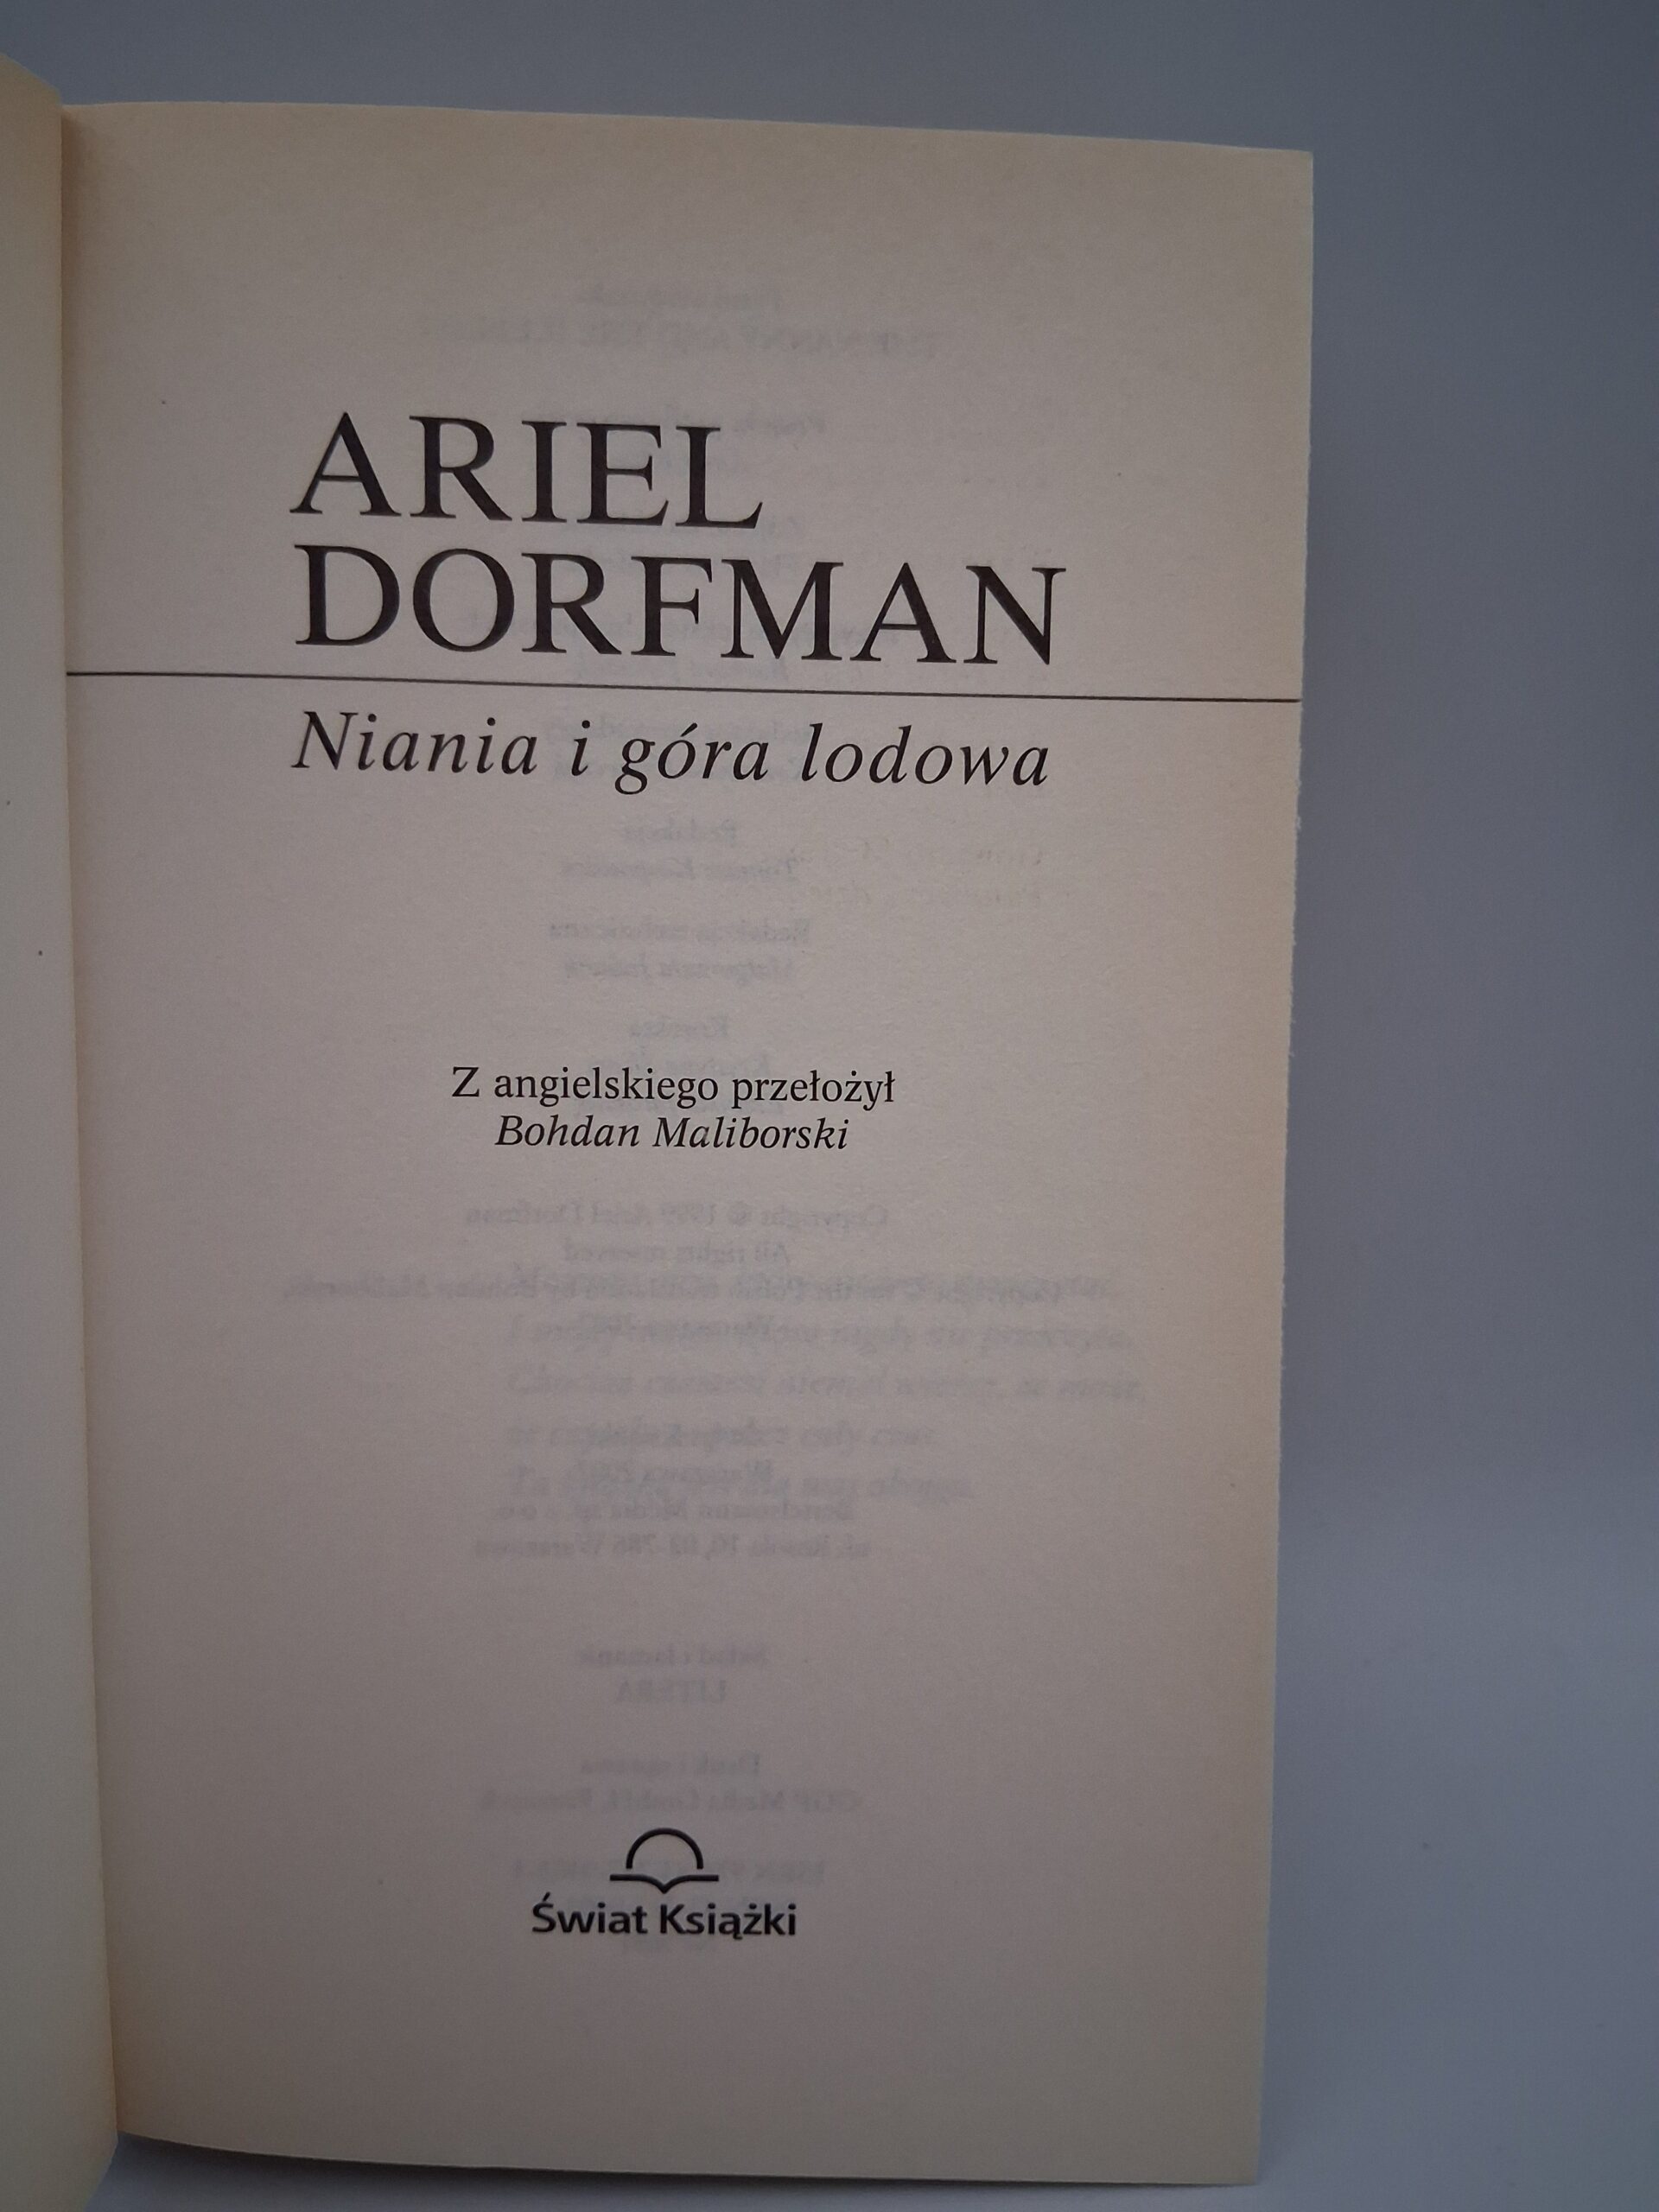 ARIEL
DORFMAN
Niania i góra lodowa
Z angielskiego przełożył
Bohdan Maliborski
Świat Książki